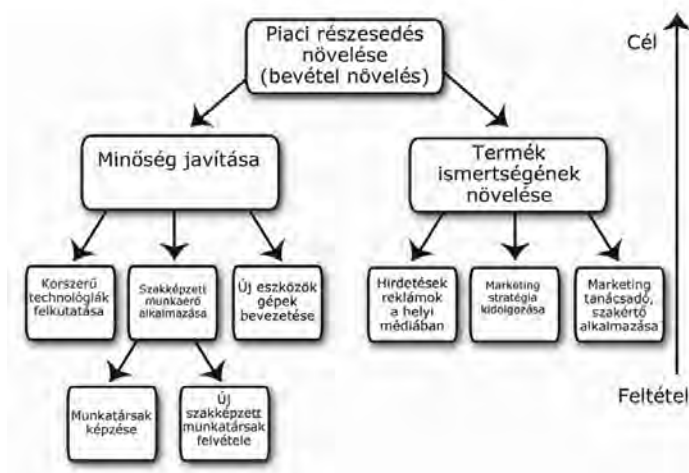 Piaci részesedés
növelése
(bevétel növelés)
Cél
Minőség javítása
Termék
ismertségének
növelése
Korszerű
technológiák
felkutatása
Szakképzett
munkaerő
alkalmazása
Új eszközök
gépek
bevezetése
Hirdetések
reklámok
a helyi
médiában
Marketing
stratégia
kidolgozása
Marketing
tanácsadó,
szakértő
alkalmazása
Feltétel
Munkatársak
képzése
Új
szakképzett
munkatársak
felvétele